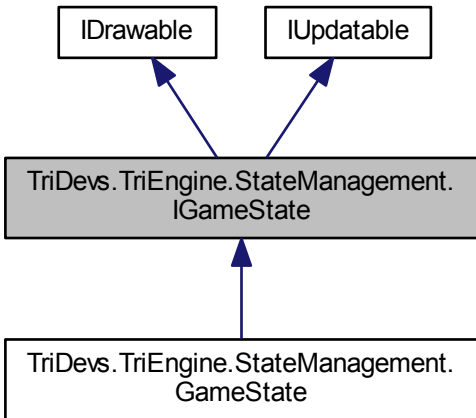 IDrawable
IUpdatable
TriDevs.TriEngine.StateManagement.
IGameState
TriDevs.TriEngine.StateManagement.
GameState